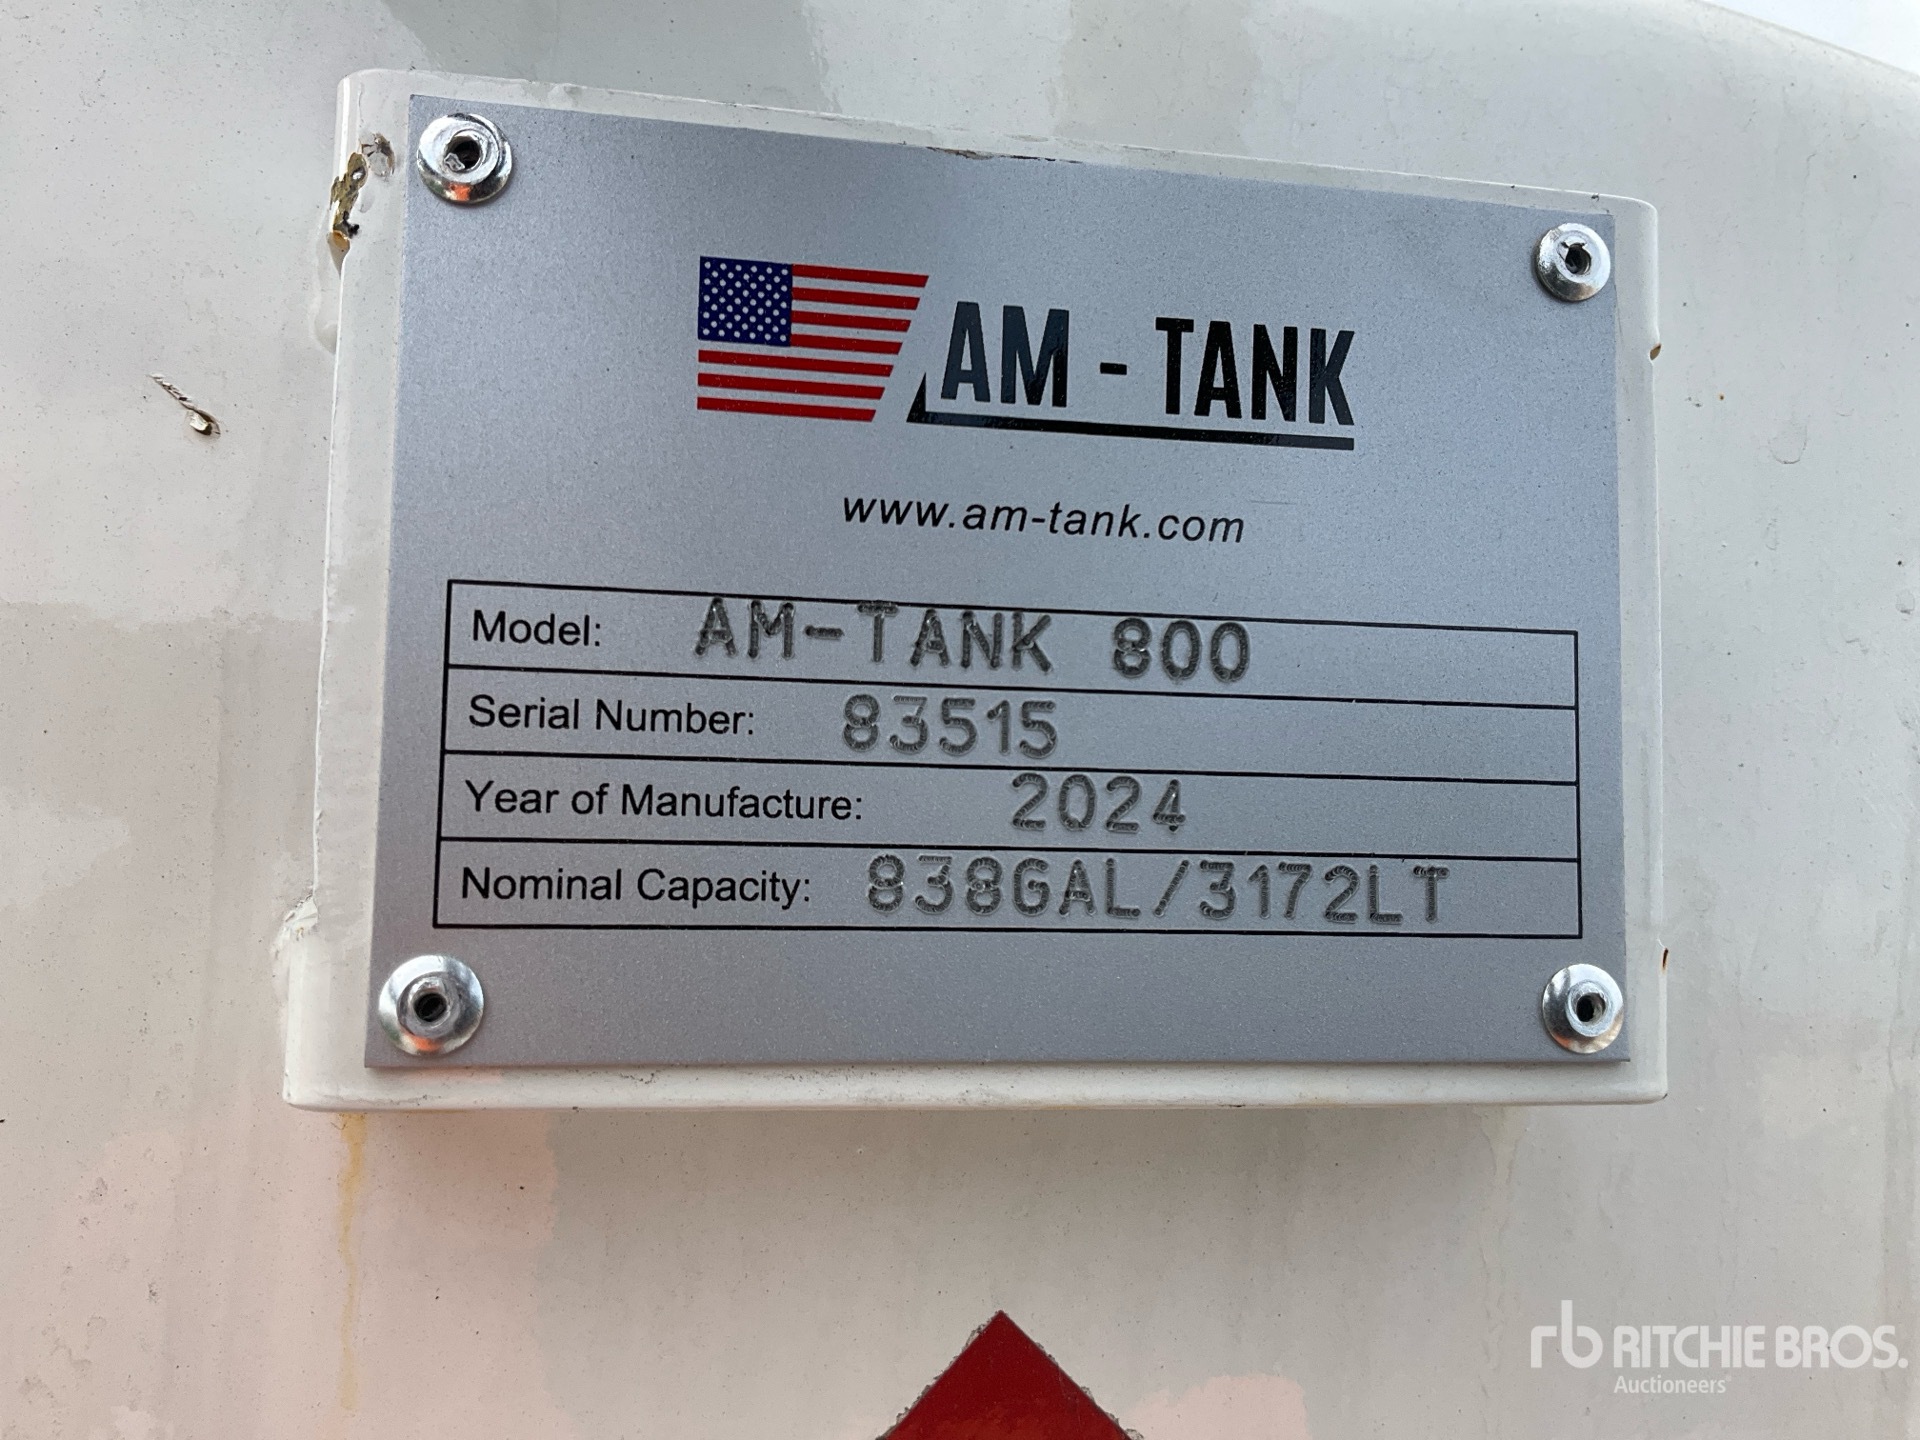 AM - TANK
www.am-tank.com
Model: AM-TANK 800
Serial Number: 83515
Year of Manufacture: 2024
Nominal Capacity: 838GAL/3172LT
rb RITCHIE BROS.
Auctioneers